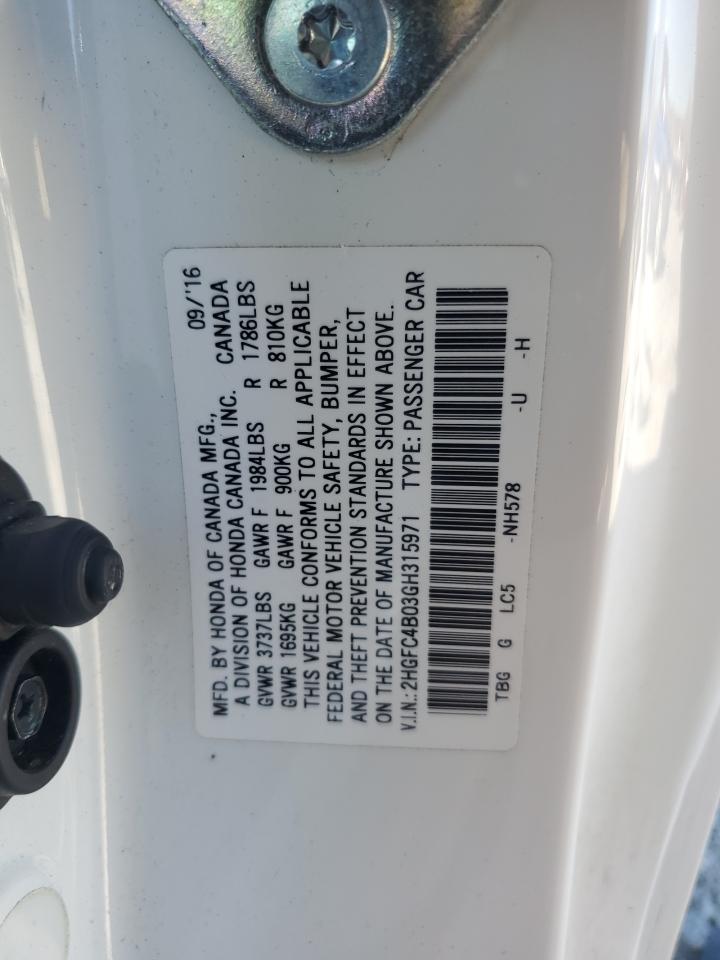 09/'16
MFD. BY HONDA OF CANADA MFG.,
A DIVISION OF HONDA CANADA INC. CANADA
GVWR 3737LBS GAWR F 1984LBS R 1786LBS
GVWR 1695KG GAWR F 900KG R 810KG
THIS VEHICLE CONFORMS TO ALL APPLICABLE
FEDERAL MOTOR VEHICLE SAFETY, BUMPER,
AND THEFT PREVENTION STANDARDS IN EFFECT
ON THE DATE OF MANUFACTURE SHOWN ABOVE.
V.I.N.: 2HGFC4B03GH315971 TYPE: PASSENGER CAR
TBG G LC5 -NH578 -U -H